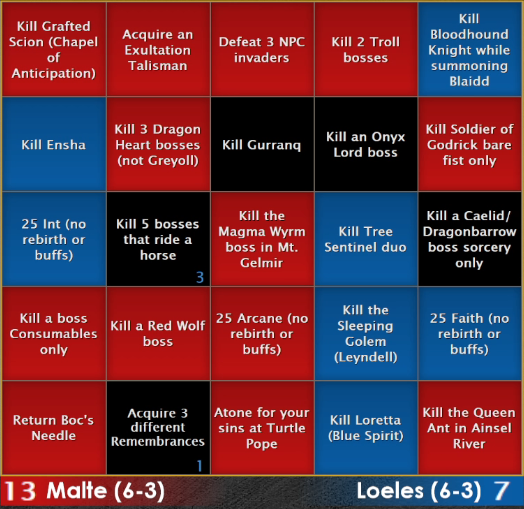 Kill Grafted
Scion (Chapel
of
Anticipation)
Acquire an
Exultation
Talisman
Defeat 3 NPC
invaders
Kill 2 Troll
bosses
Kill
Bloodhound
Knight while
summoning
Blaidd
Kill Ensha
Kill 3 Dragon
Heart bosses
(not Greyoll)
Kill Gurranq
Kill an Onyx
Lord boss
Kill Soldier of
Godrick bare
fist only
25 Int (no
rebirth or
buffs)
Kill 5 bosses
that ride a
horse
3
Kill the
Magma Wyrm
boss in Mt.
Gelmir
Kill Tree
Sentinel duo
Kill a Caelid/
Dragonbarrow
boss sorcery
only
Kill a boss
Consumables
only
Kill a Red Wolf
boss
25 Arcane (no
rebirth or
buffs)
Kill the
Sleeping
Golem
(Leyndell)
25 Faith (no
rebirth or
buffs)
Return Boc's
Needle
Acquire 3
different
Remembrances
1
Atone for your
sins at Turtle
Pope
Kill Loretta
(Blue Spirit)
Kill the Queen
Ant in Ainsel
River
13 Malte (6-3)
Loeles (6-3) 7